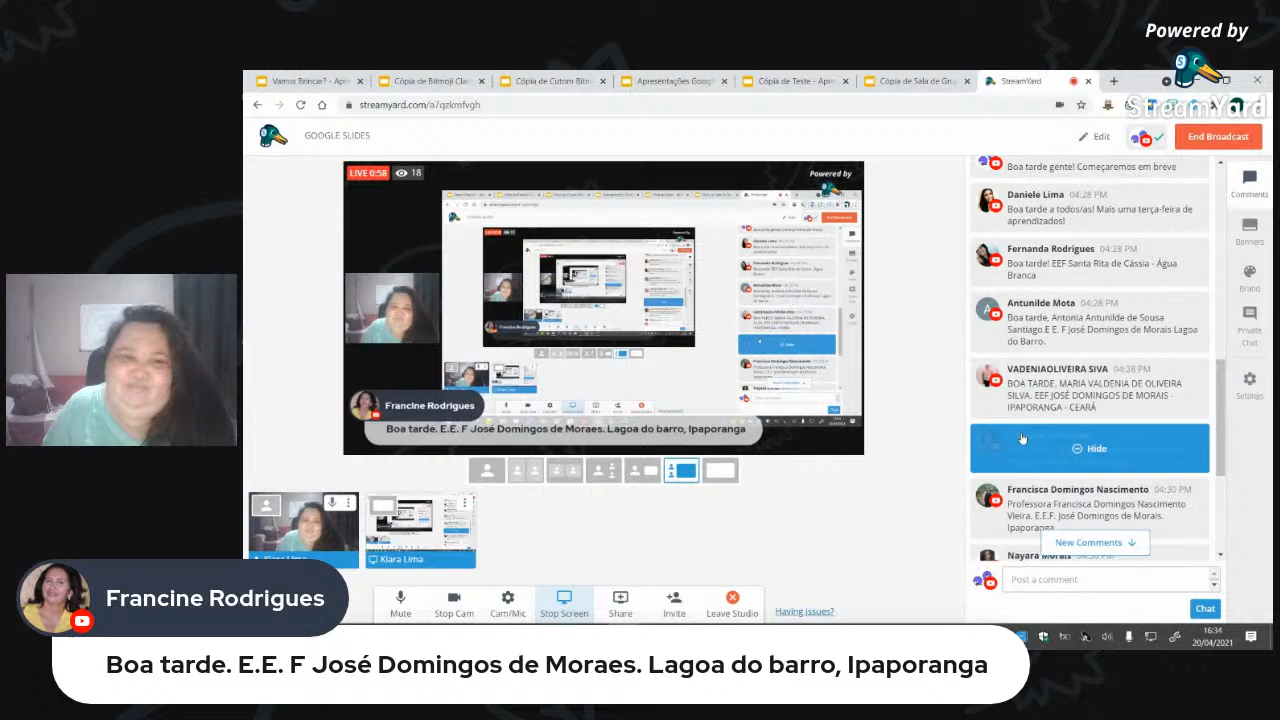 Powered by
StreamYard
Vamos Brincar? - Apr
Cópia de Bitmoji Clas
Cópia de Cutom Bitm
Apresentações Googl
Cópia de Teste - Apre
Cópia de Sala de Gru
StreamYard
streamyard.com/a7qzkmfvgh
GOOGLE SLIDES
Edit
End Broadcast
LIVE 0:58
18
Powered by
Boa tarde gente! Começaremos em breve
Daniele Lima 04:28 PM
Boa tarde a todos/as! Mais uma terça-feira de
aprendizados!
Fernanda Rodrigues 04:28 PM
Boa tarde! EEF Santa Rita de Cássia - Água
Branca
Antunilde Mota 04:28 PM
Boa tarde, Antonia Antunilde de Sousa
Santiago.E E. F José Domingos de Morais Lagoa
do Barro.
VADENIAOLIVEIRA SIVA 04:28 PM
BOA TARDE. MARIA VALDENIA DE OLIVEIRA
SILVA. EEF JOSÉ DOMINGOS DE MORAIS -
IPAPORANGA - CEARÁ
Hide
Francisca Domingos Nascimento 04:30 PM
Professora Francisca Domingos Nascimento
Vieira. E.E.F. José Domingos de Morais.
Ipaporanga
New Comments
Nayara Morais 04:30 PM
Post a comment
Chat
Comments
Banners
Brand
Private
Chat
Settings
Francine Rodrigues
Boa tarde. E.E. F José Domingos de Moraes. Lagoa do barro, Ipaporanga
Klara Lima
Klara Lima
Mute
Stop Cam
Cam/Mic
Stop Screen
Share
Invite
Leave Studio
Having issues?
16:34
20/04/2021
Francine Rodrigues
Boa tarde. E.E. F José Domingos de Moraes. Lagoa do barro, Ipaporanga